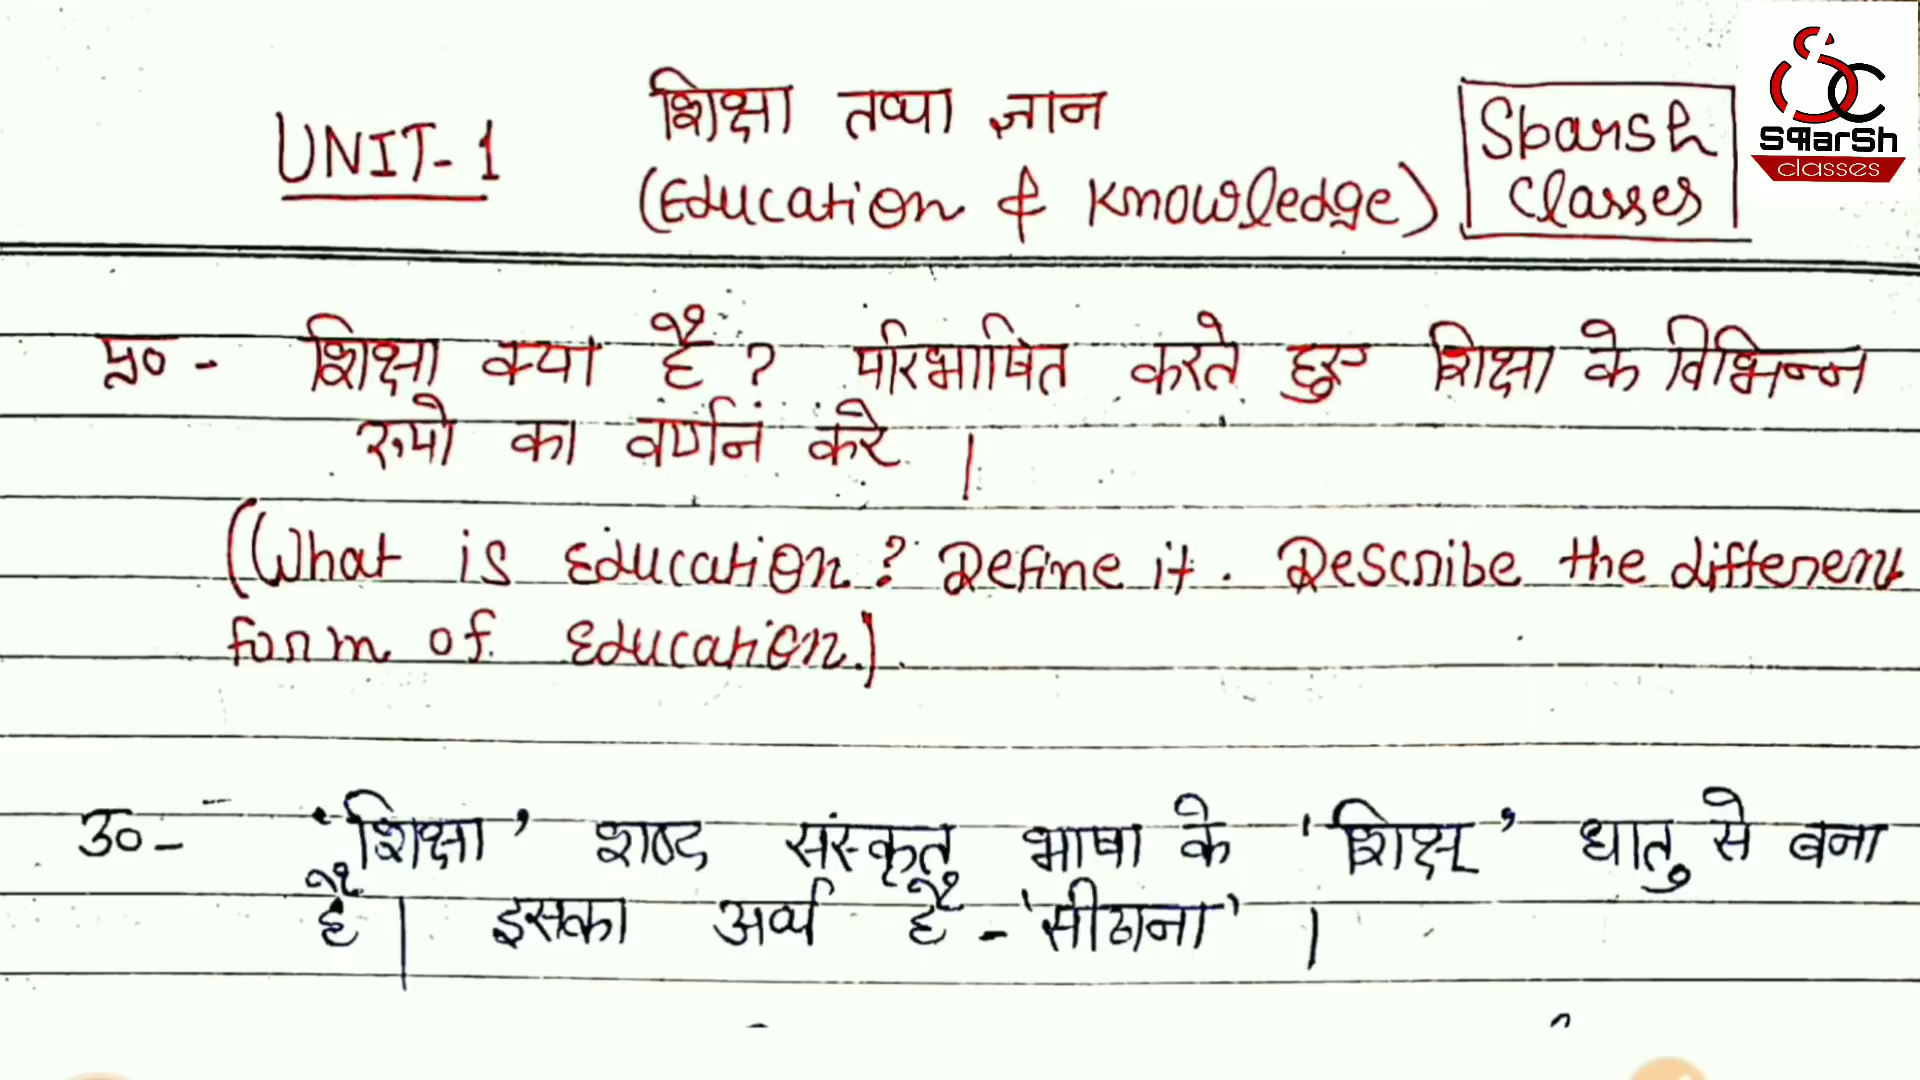 शिक्षा तथा ज्ञान
UNIT-1
(Education & Knowledge)
Sparsh
Classes
Sपarsh
classes
प्र० - शिक्षा क्या है ? परिभाषित करते हुए शिक्षा के विभिन्न
रुपो का वर्णन करे ।
(What is Education? Define it. Describe the different
form of Education.)
उ० - 'शिक्षा' शब्द संस्कृत भाषा के 'शिक्ष्' धातु से बना
है । इसका अर्थ है - 'सीखना' ।